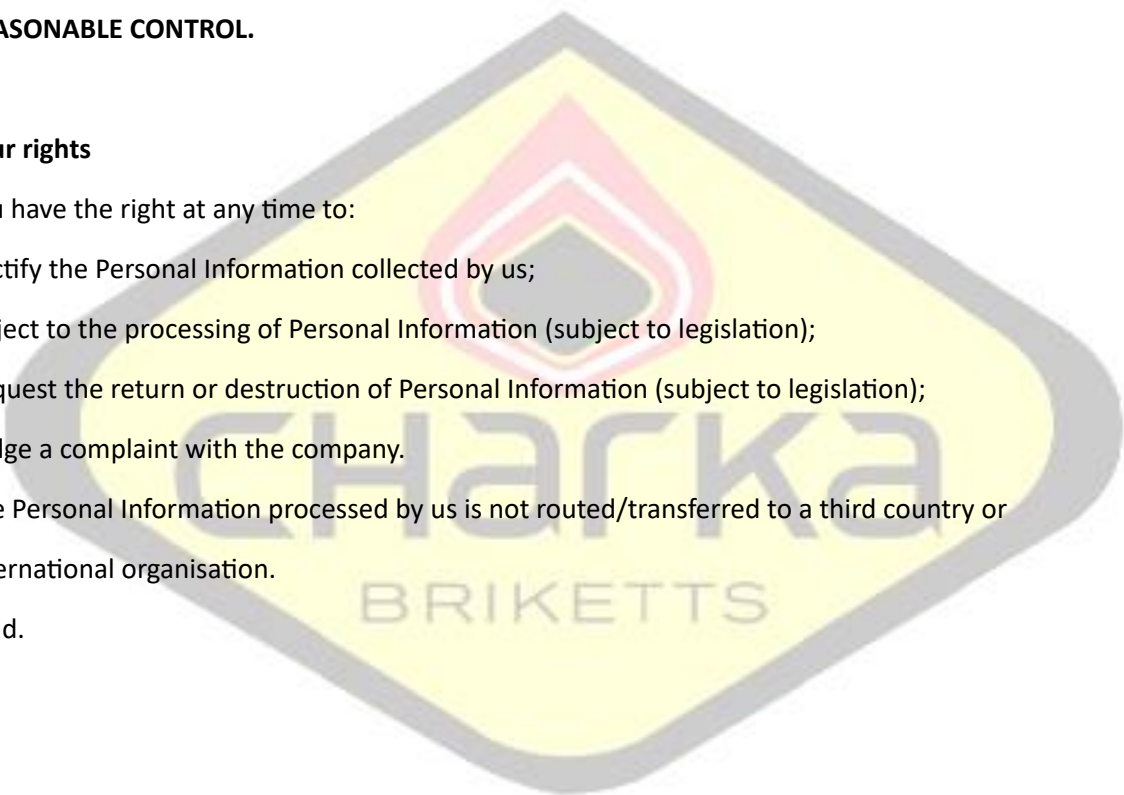 ASONABLE CONTROL.
ur rights
u have the right at any time to:
ctify the Personal Information collected by us;
ject to the processing of Personal Information (subject to legislation);
quest the return or destruction of Personal Information (subject to legislation);
dge a complaint with the company.
e Personal Information processed by us is not routed/transferred to a third country or
ernational organisation.
d.
CHarKa
BRIKETTS